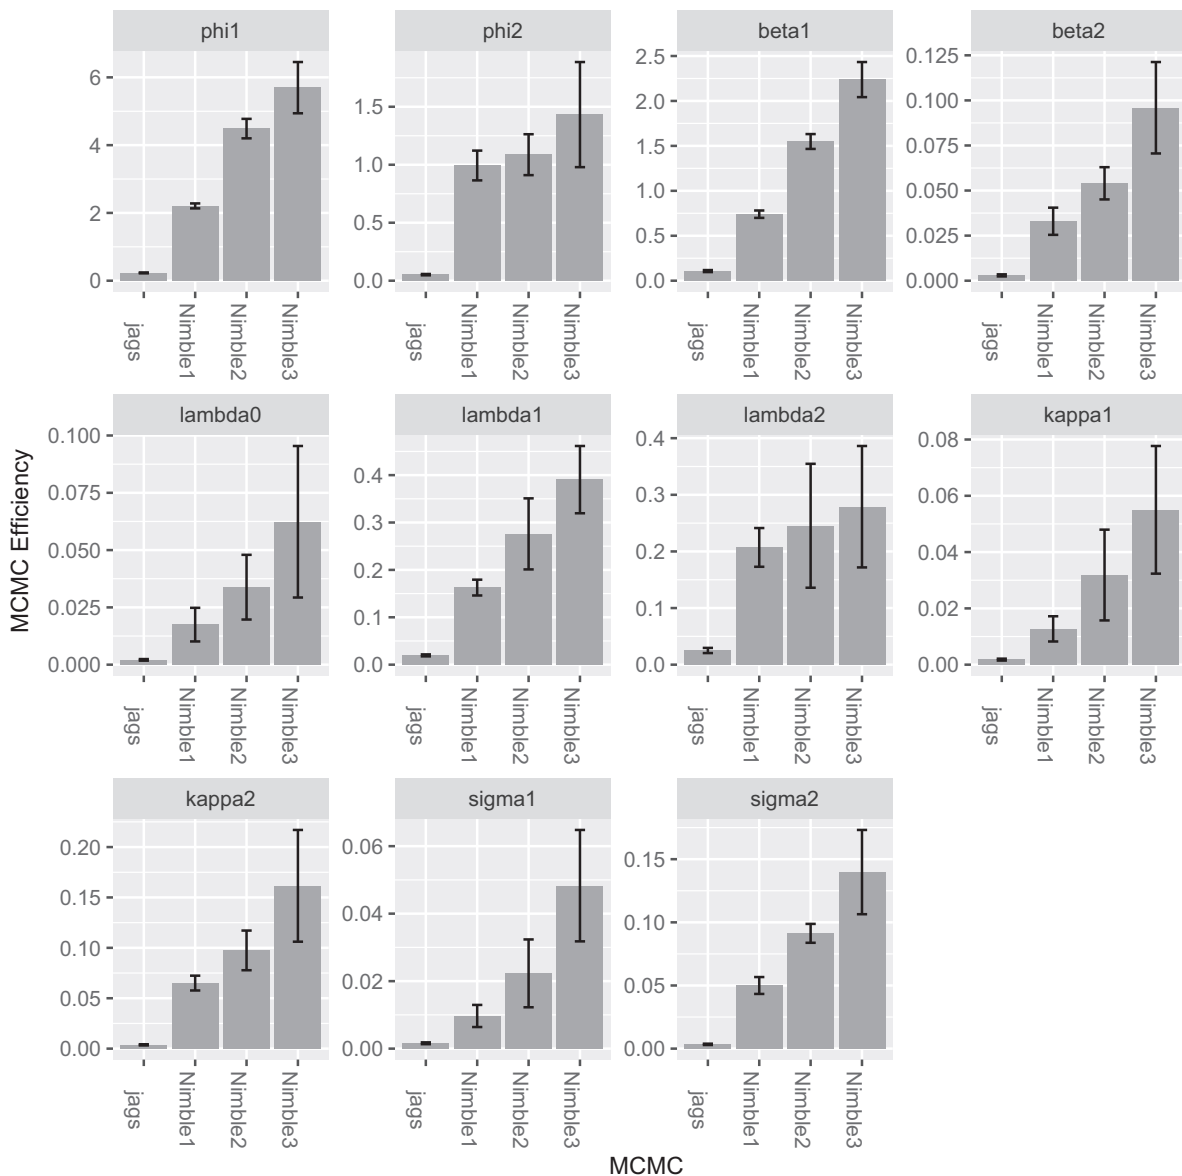 phi1
phi2
beta1
beta2
6
4
2
0
1.5
1.0
0.5
0.0
2.5
2.0
1.5
1.0
0.5
0.0
0.125
0.100
0.075
0.050
0.025
0.000
jags
Nimble1
Nimble2
Nimble3
jags
Nimble1
Nimble2
Nimble3
jags
Nimble1
Nimble2
Nimble3
jags
Nimble1
Nimble2
Nimble3
MCMC Efficiency
lambda0
lambda1
lambda2
kappa1
0.100
0.075
0.050
0.025
0.000
0.4
0.3
0.2
0.1
0.0
0.4
0.3
0.2
0.1
0.0
0.08
0.06
0.04
0.02
0.00
jags
Nimble1
Nimble2
Nimble3
jags
Nimble1
Nimble2
Nimble3
jags
Nimble1
Nimble2
Nimble3
jags
Nimble1
Nimble2
Nimble3
kappa2
sigma1
sigma2
0.20
0.15
0.10
0.05
0.00
0.06
0.04
0.02
0.00
0.15
0.10
0.05
0.00
jags
Nimble1
Nimble2
Nimble3
jags
Nimble1
Nimble2
Nimble3
jags
Nimble1
Nimble2
Nimble3
MCMC